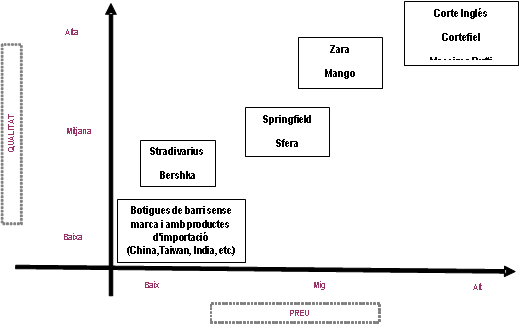 Corte Inglés
Cortefiel
Alta
Zara
Mango
QUALITAT
Mitjana
Springfield
Sfera
Stradivarius
Bershka
Botigues de barri sense
marca i amb productes
d'importació
(China,Taiwan, India, etc)
Baixa
Baix
Mig
Alt
PREU